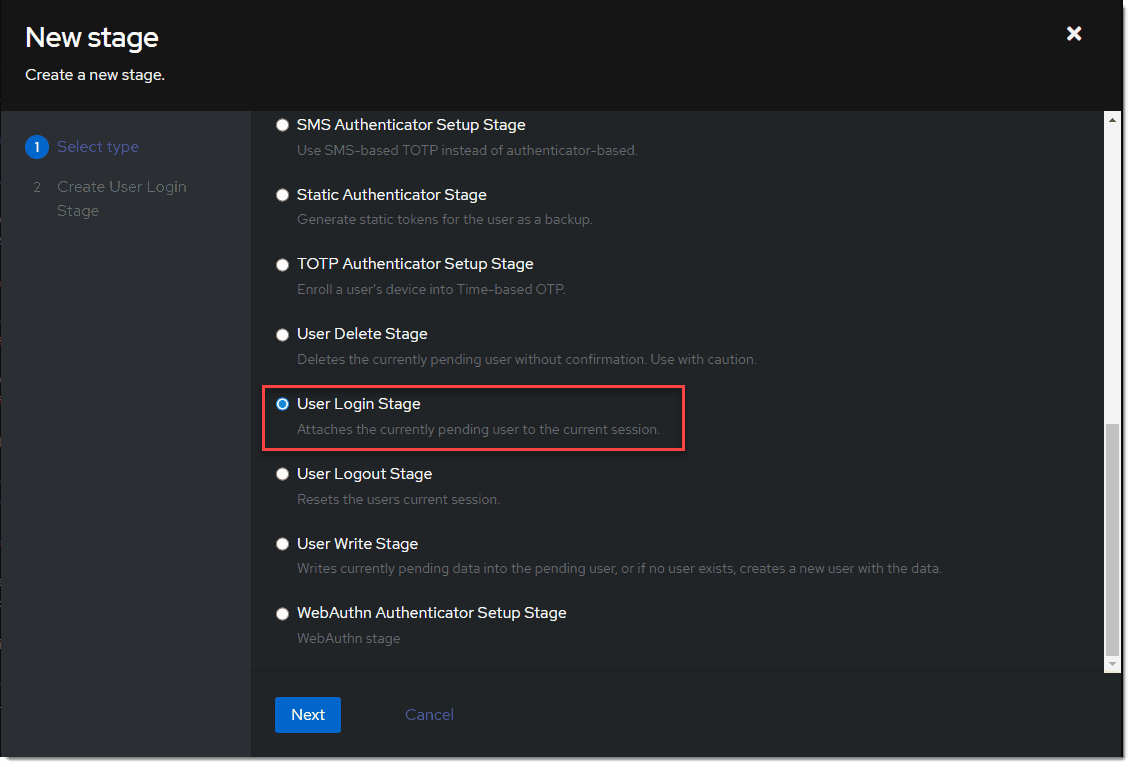 New stage
Create a new stage.
1 Select type
2 Create User Login
Stage
SMS Authenticator Setup Stage
Use SMS-based TOTP instead of authenticator-based.
Static Authenticator Stage
Generate static tokens for the user as a backup.
TOTP Authenticator Setup Stage
Enroll a user's device into Time-based OTP.
User Delete Stage
Deletes the currently pending user without confirmation. Use with caution.
User Login Stage
Attaches the currently pending user to the current session.
User Logout Stage
Resets the users current session.
User Write Stage
Writes currently pending data into the pending user, or if no user exists, creates a new user with the data.
WebAuthn Authenticator Setup Stage
WebAuthn stage
Next
Cancel